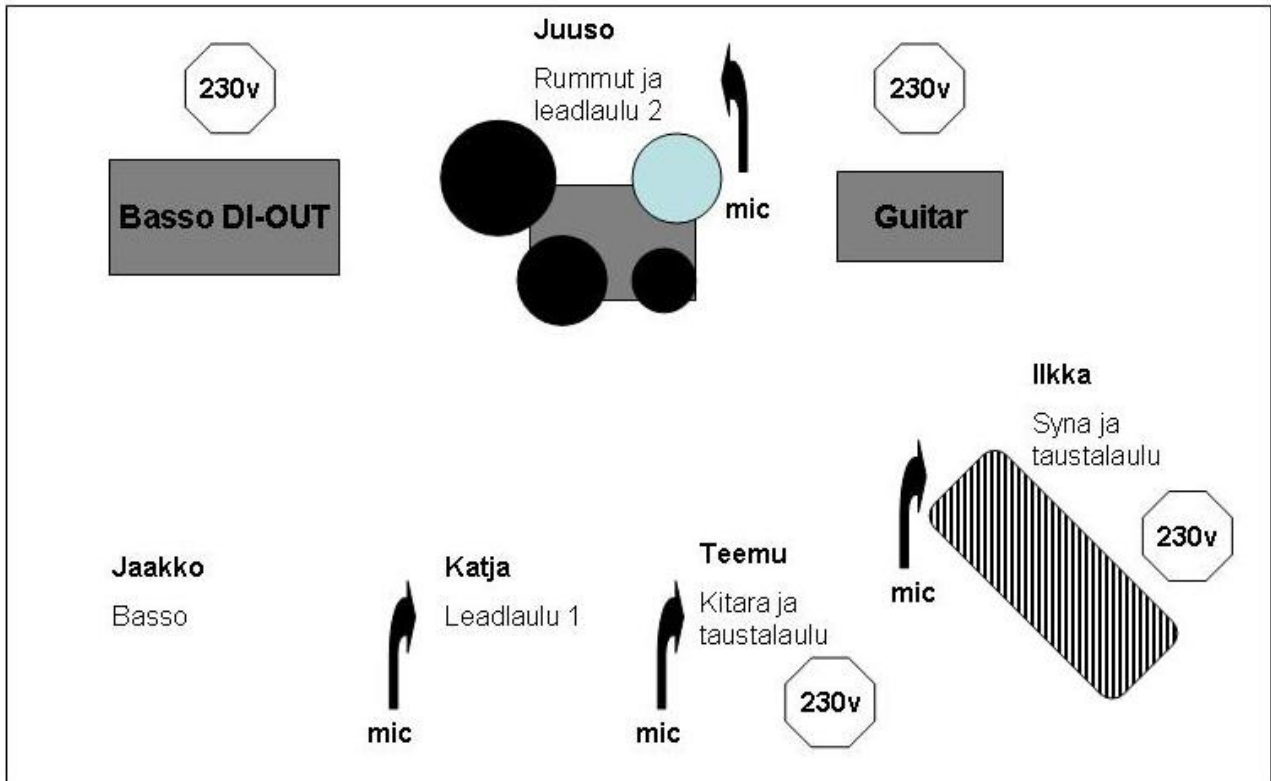 Juuso
Rummut ja
leadlaulu 2
230v
230v
Basso DI-OUT
mic
Guitar
Ilkka
Syna ja
taustalaulu
230v
mic
Jaakko
Basso
Katja
Leadlaulu 1
Teemu
Kitara ja
taustalaulu
230v
mic
mic